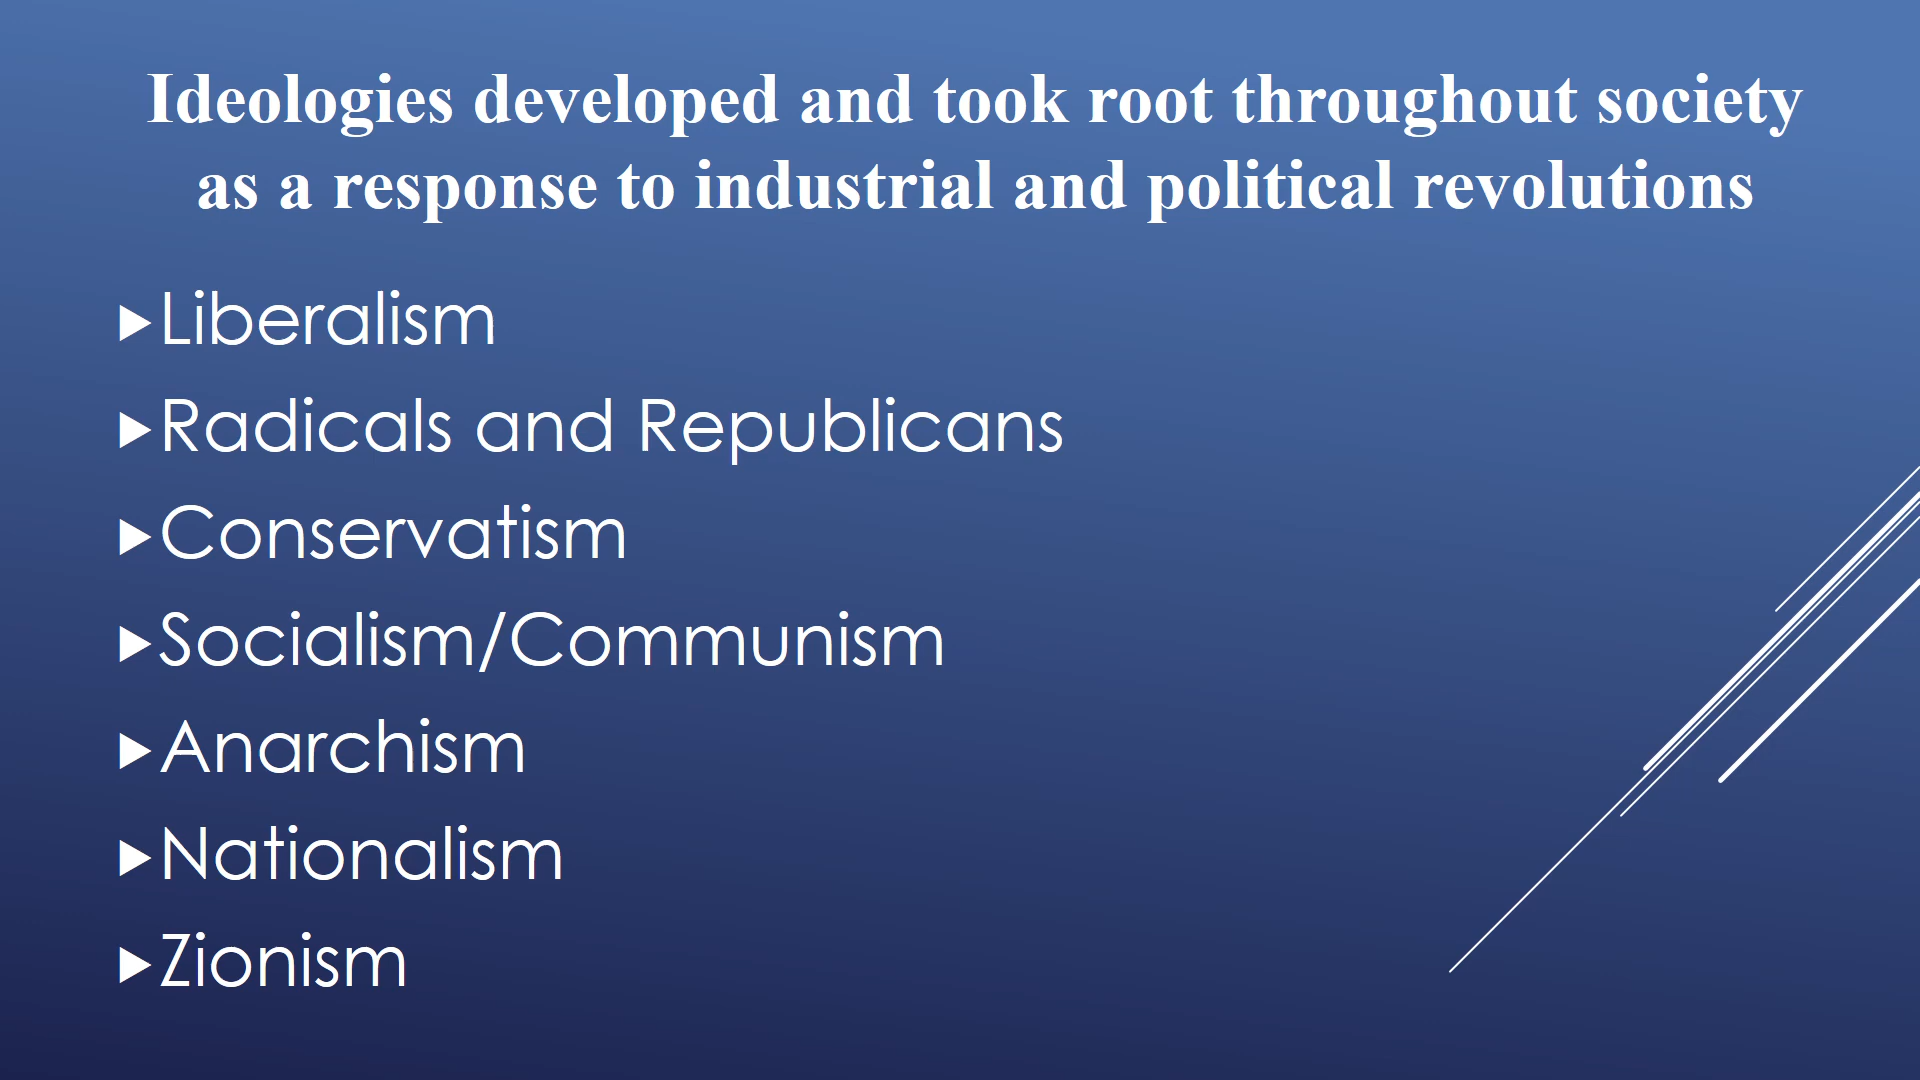 Ideologies developed and took root throughout society
as a response to industrial and political revolutions
Liberalism
Radicals and Republicans
Conservatism
Socialism/Communism
Anarchism
Nationalism
Zionism